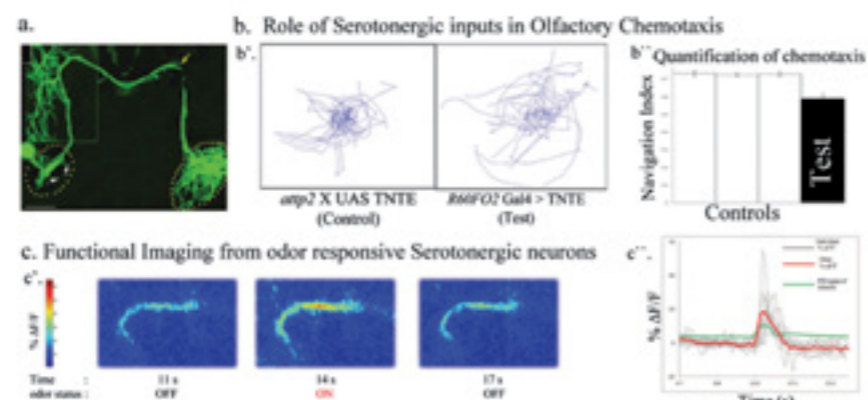 a.
b. Role of Serotonergic inputs in Olfactory Chemotaxis
b'.
attp2 X UAS TNTE
(Control)
R60FO2 Gal4 > TNTE
(Test)
b`` Quantification of chemotaxis
Navigation Index
Test
Controls
c. Functional Imaging from odor responsive Serotonergic neurons
c'.
% ΔF/F
Time :
11 s
14 s
17 s
odor status :
OFF
ON
OFF
c``.
% ΔF/F
Time (s)